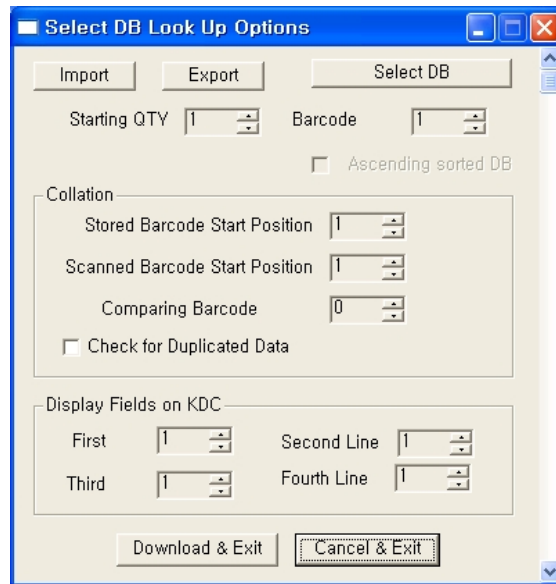 Select DB Look Up Options
Import Export Select DB
Starting QTY 1 Barcode 1
Ascending sorted DB
Collation
Stored Barcode Start Position 1
Scanned Barcode Start Position 1
Comparing Barcode 0
Check for Duplicated Data
Display Fields on KDC
First 1 Second Line 1
Third 1 Fourth Line 1
Download & Exit Cancel & Exit